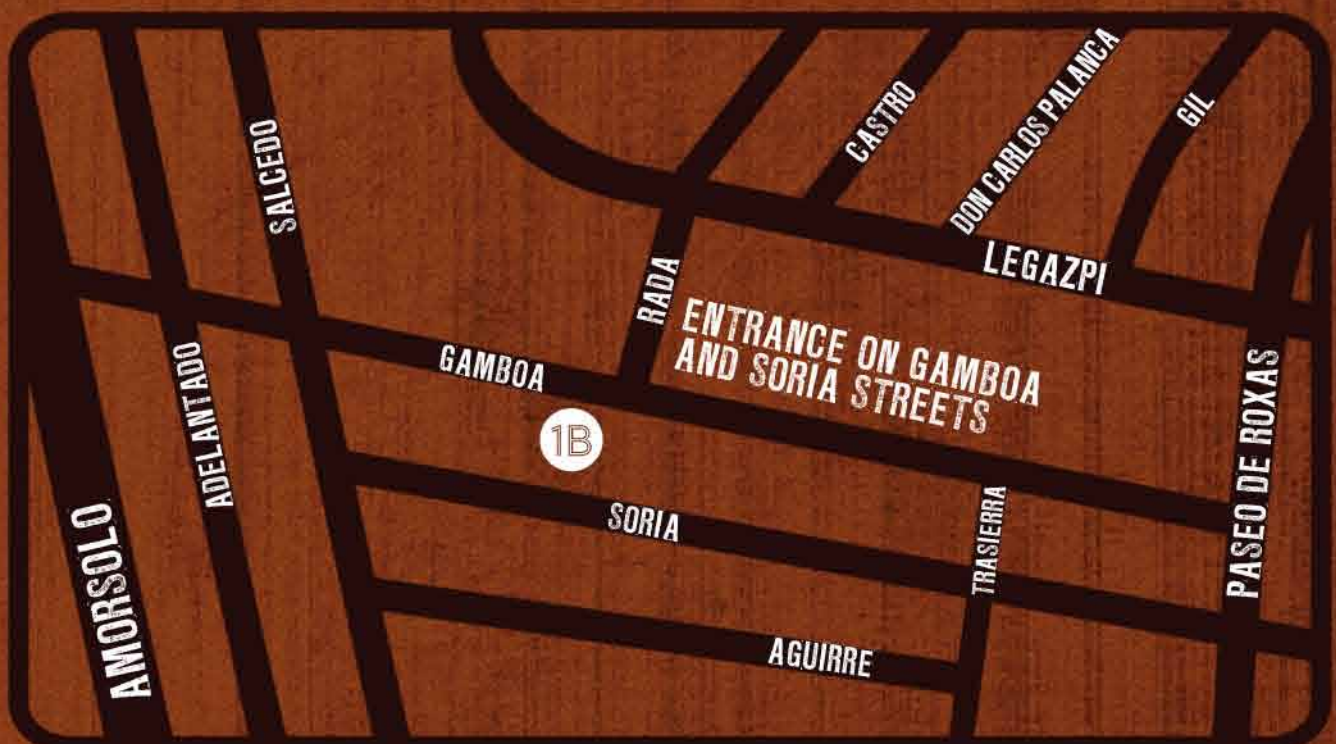 SALCEDO
CASTRO
DON CARLOS PALANCA
GIL
LEGAZPI
RADA
ENTRANCE ON GAMBOA
AND SORIA STREETS
GAMBOA
ADELANTADO
1B
PASEO DE ROXAS
SORIA
TRASIERRA
AMORSOLO
AGUIRRE